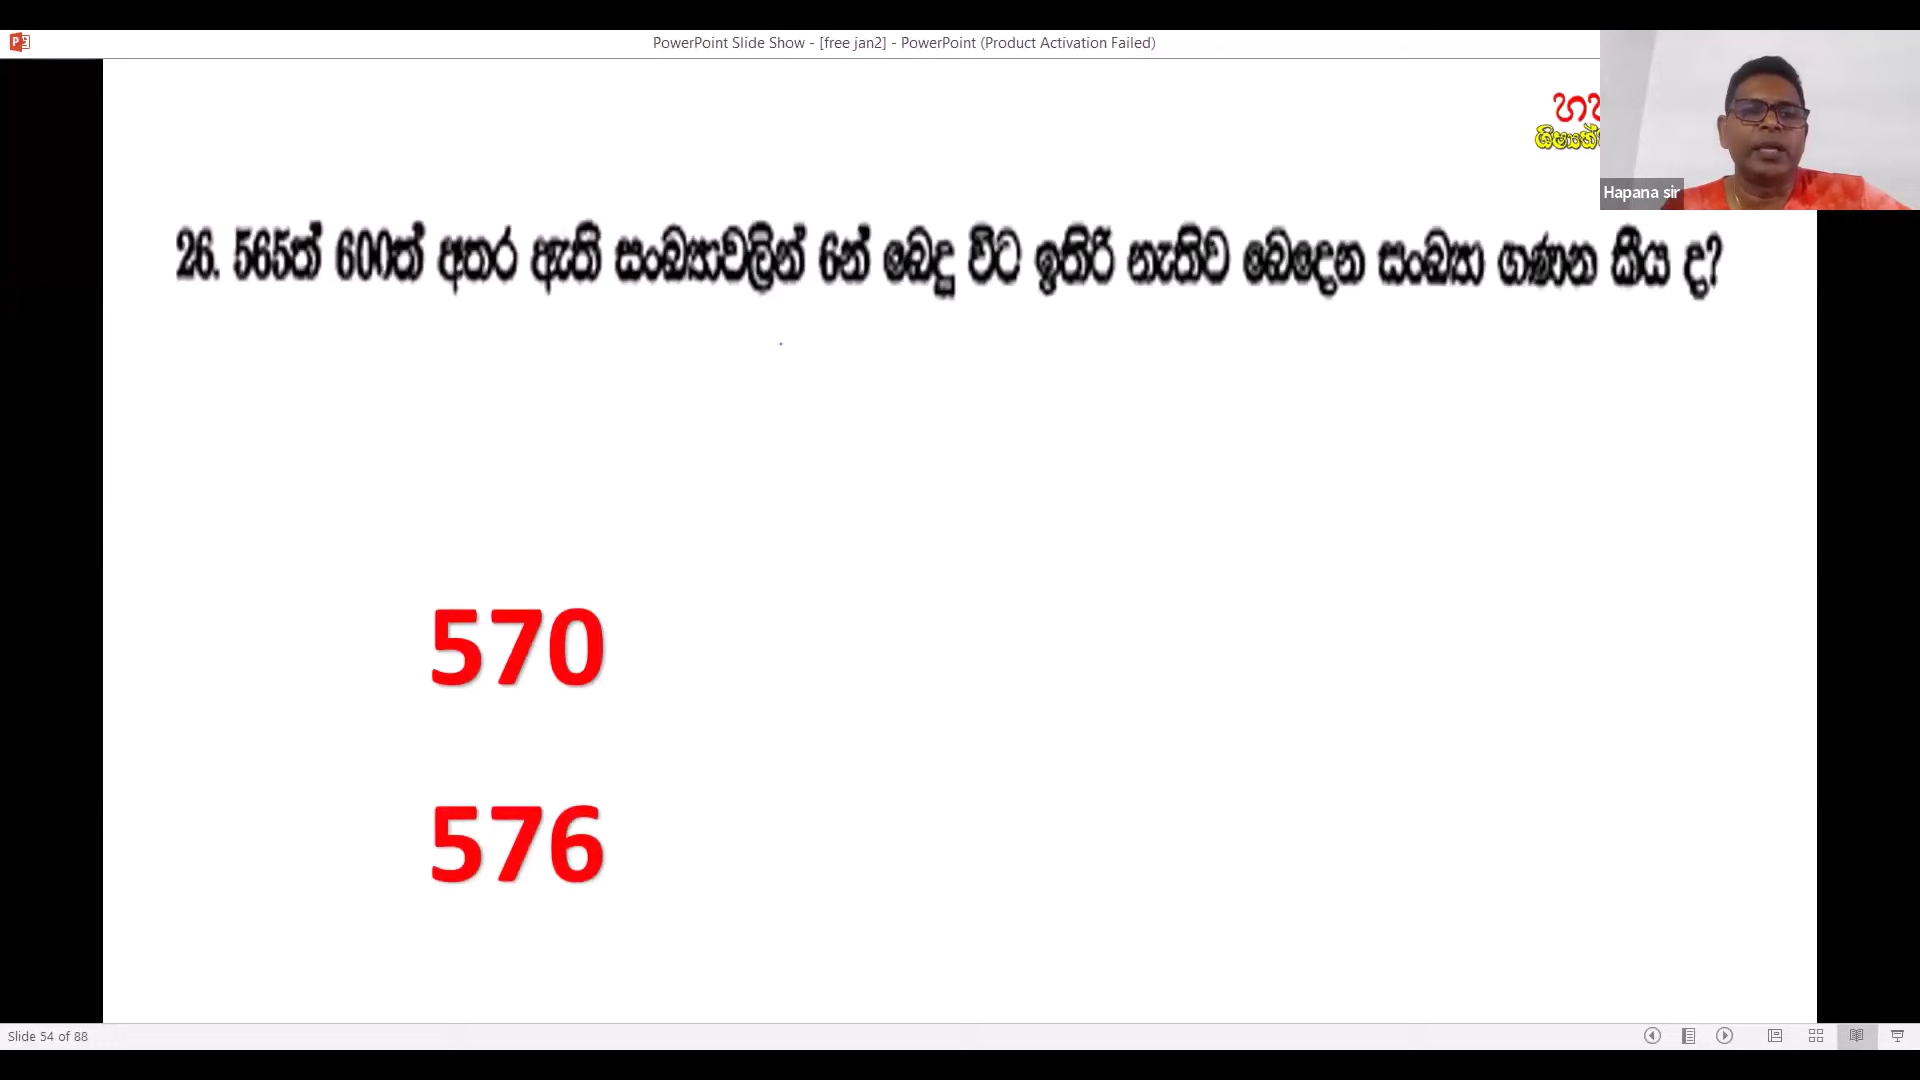 PowerPoint Slide Show - [free jan2] - PowerPoint (Product Activation Failed)
Hapana sir
26. 565ත් 600ත් අතර ඇති සංඛ්‍යාවලින් 6න් බෙදූ විට ඉතිරි නැතිව බෙදෙන සංඛ්‍යා ගණන කීය ද?
570
576
Slide 54 of 88